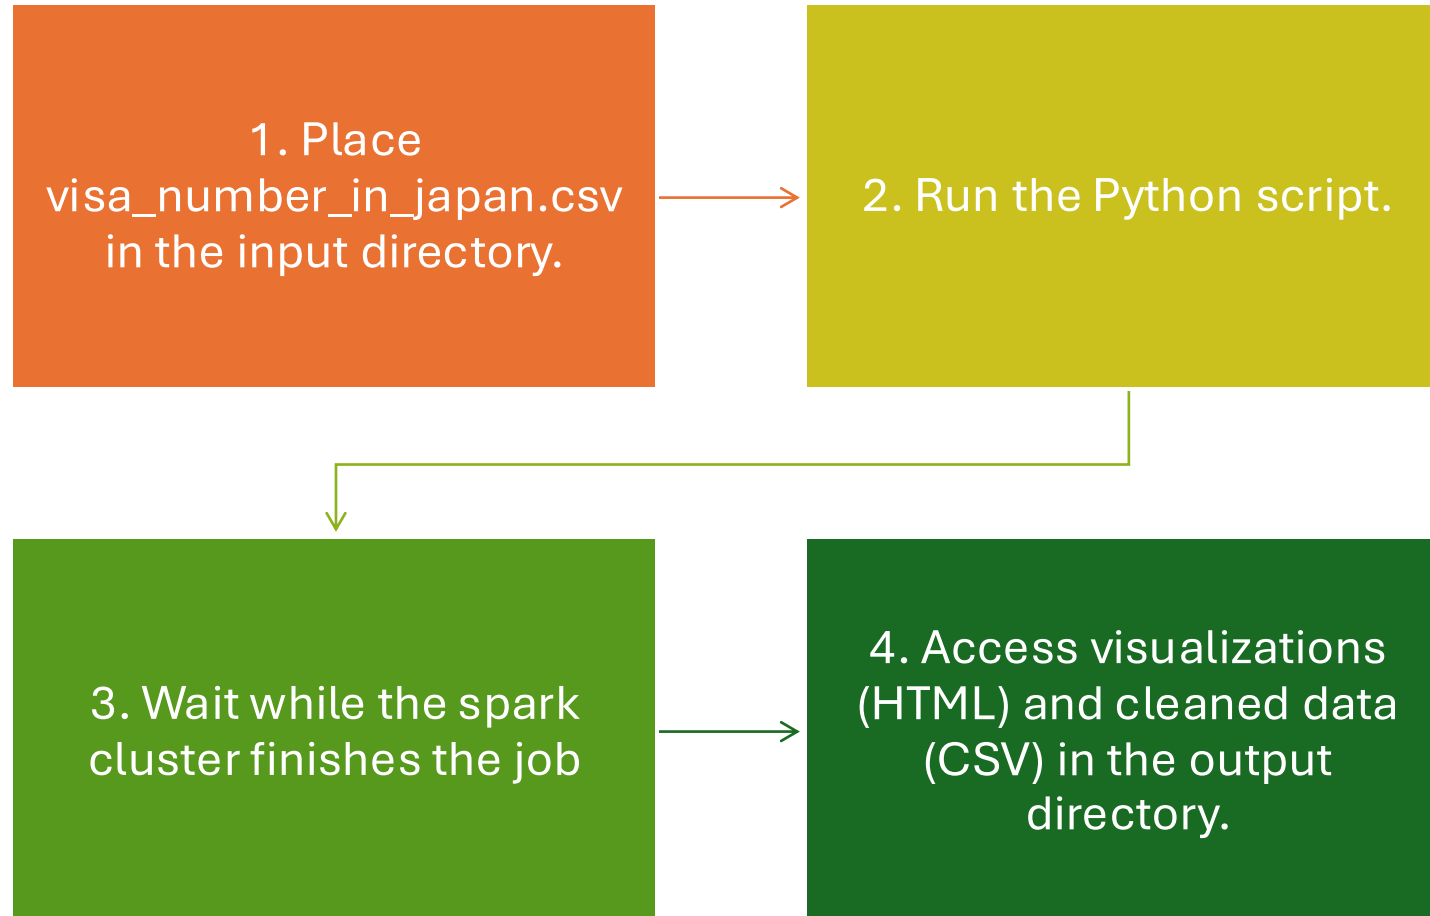 1. Place
visa_number_in_japan.csv
in the input directory.
2. Run the Python script.
3. Wait while the spark
cluster finishes the job
4. Access visualizations
(HTML) and cleaned data
(CSV) in the output
directory.